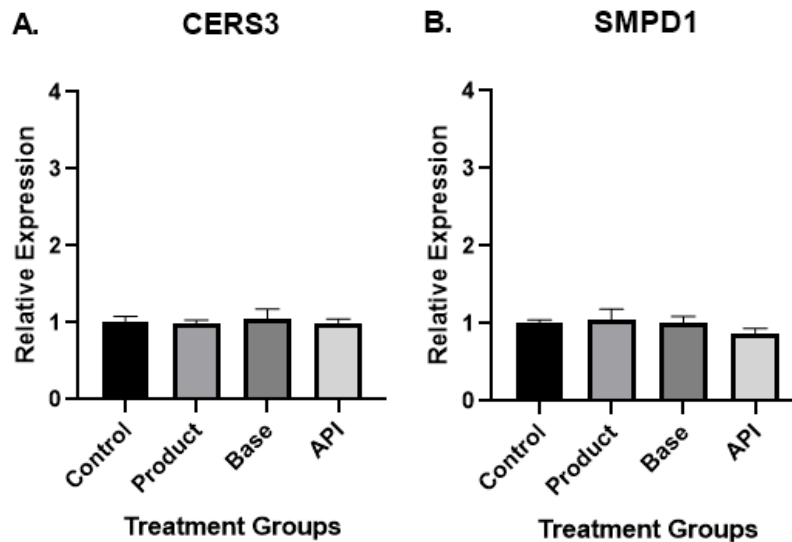 A.
CERS3
4
3
2
1
0
Relative Expression
Control
Product
Base
API
Treatment Groups
B.
SMPD1
4
3
2
1
0
Relative Expression
Control
Product
Base
API
Treatment Groups